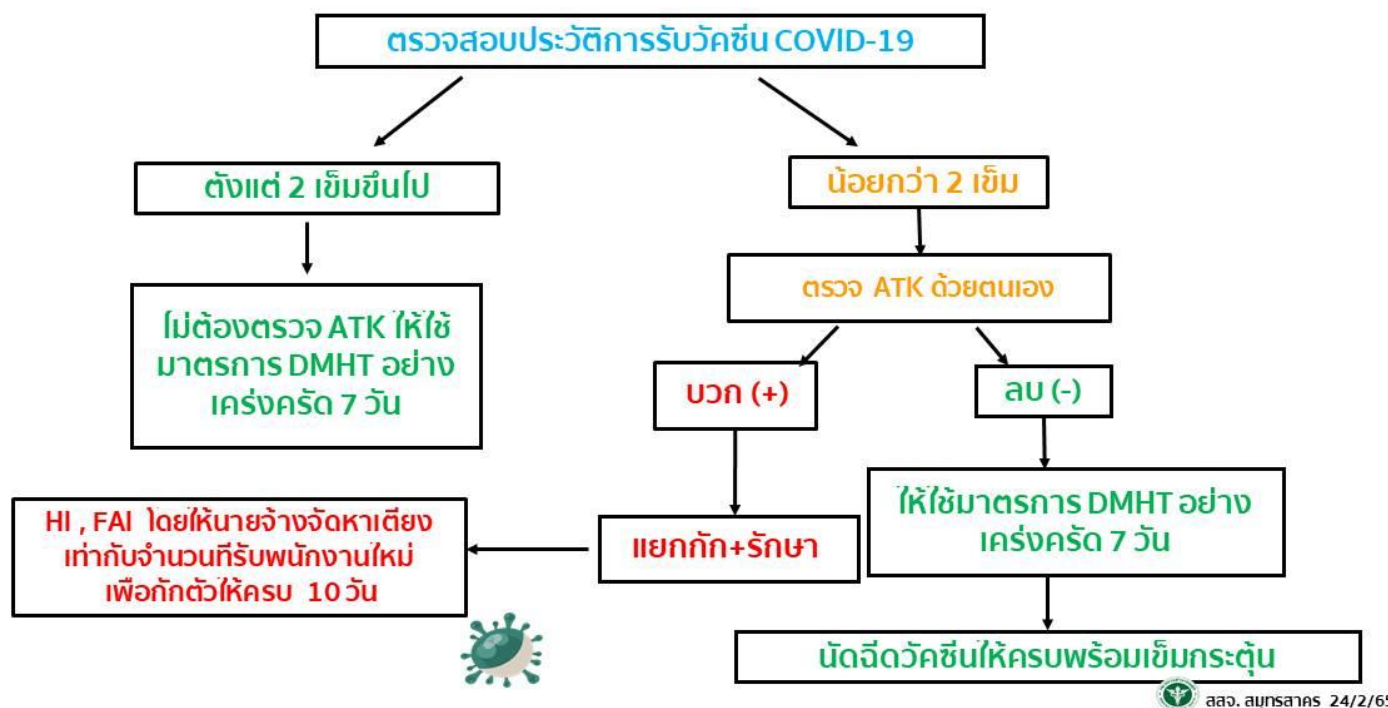 ตรวจสอบประวัติการรับวัคซีน COVID-19
ตั้งแต่ 2 เข็มขึ้นไป
น้อยกว่า 2 เข็ม
ไม่ต้องตรวจ ATK ให้ใช้
มาตรการ DMHT อย่าง
เคร่งครัด 7 วัน
ตรวจ ATK ด้วยตนเอง
บวก (+)
ลบ (-)
HI , FAI โดยให้นายจ้างจัดหาเตียง
เท่ากับจำนวนที่รับพนักงานใหม่
เพื่อกักตัวให้ครบ 10 วัน
แยกกัก+รักษา
ให้ใช้มาตรการ DMHT อย่าง
เคร่งครัด 7 วัน
นัดฉีดวัคซีนให้ครบพร้อมเข็มกระตุ้น
สสจ. สมุทรสาคร 24/2/65